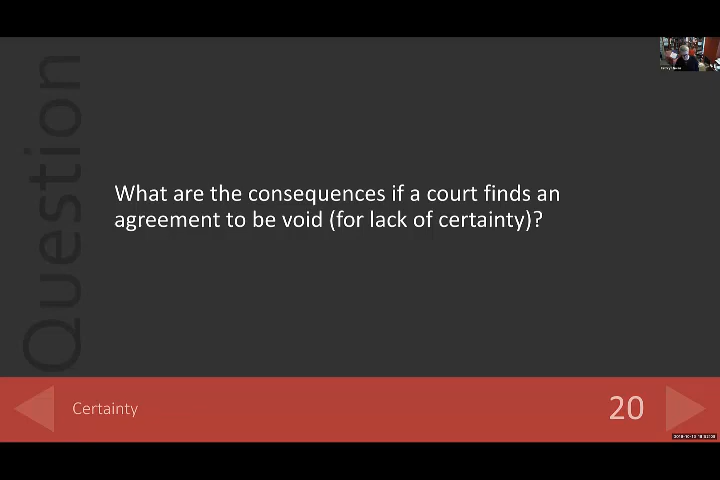 Question
What are the consequences if a court finds an
agreement to be void (for lack of certainty)?
Certainty
20